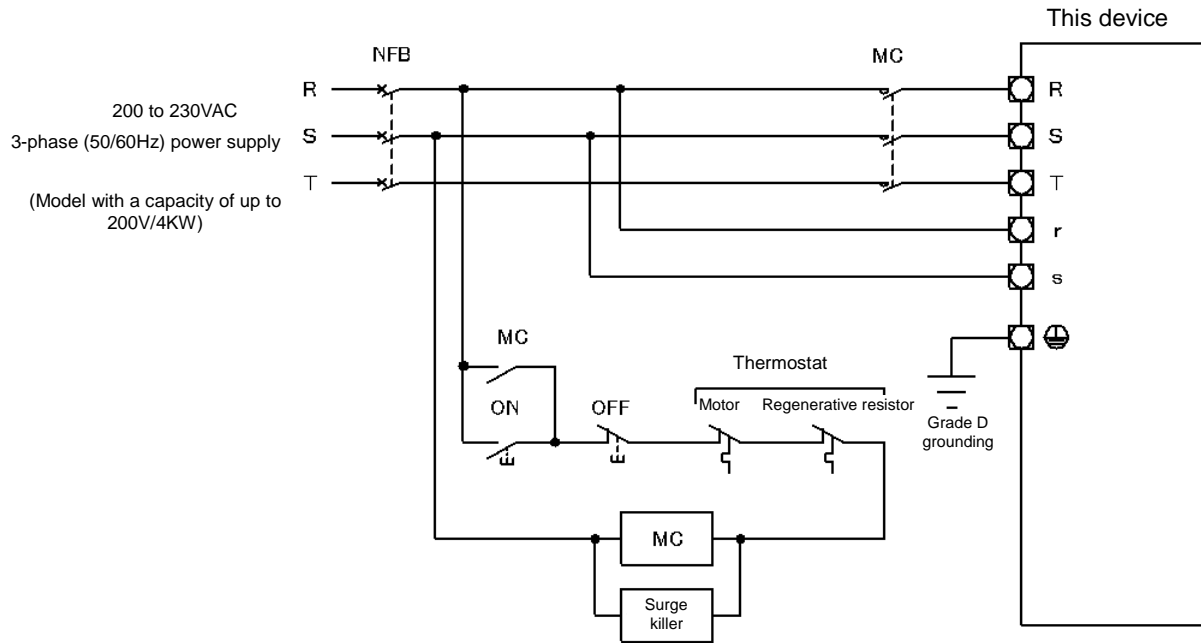 This device
NFB
MC
R
R
200 to 230VAC
3-phase (50/60Hz) power supply
S
S
T
T
(Model with a capacity of up to
200V/4KW)
r
s
MC
Thermostat
ON
OFF
Motor
Regenerative resistor
Grade D
grounding
MC
Surge
killer